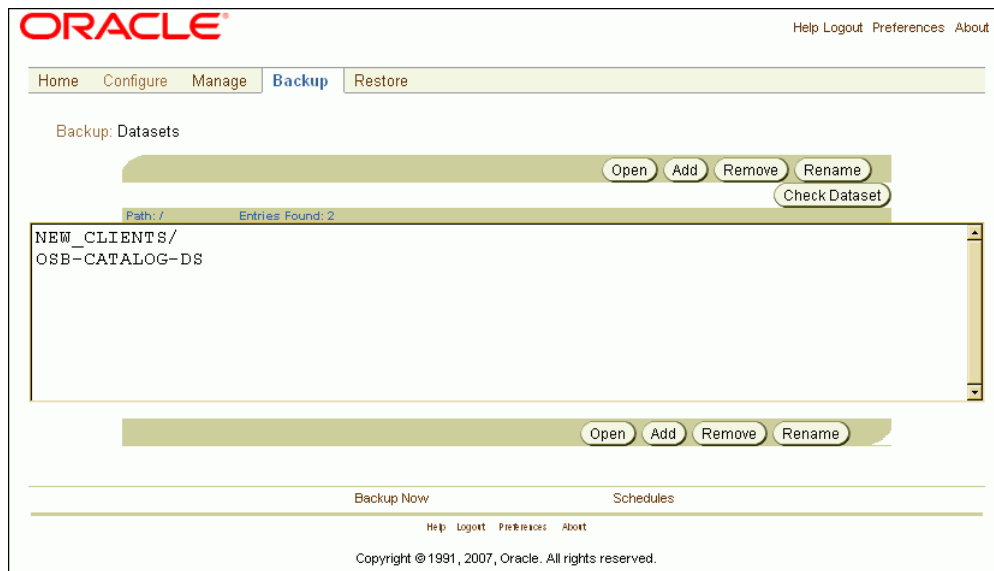 ORACLE
Help Logout Preferences About
Home Configure Manage Backup Restore
Backup: Datasets
Open Add Remove Rename
Check Dataset
Path: / Entries Found: 2
NEW_CLIENTS/
OSB-CATALOG-DS
Open Add Remove Rename
Backup Now Schedules
Help Logout Preferences About
Copyright © 1991, 2007, Oracle. All rights reserved.